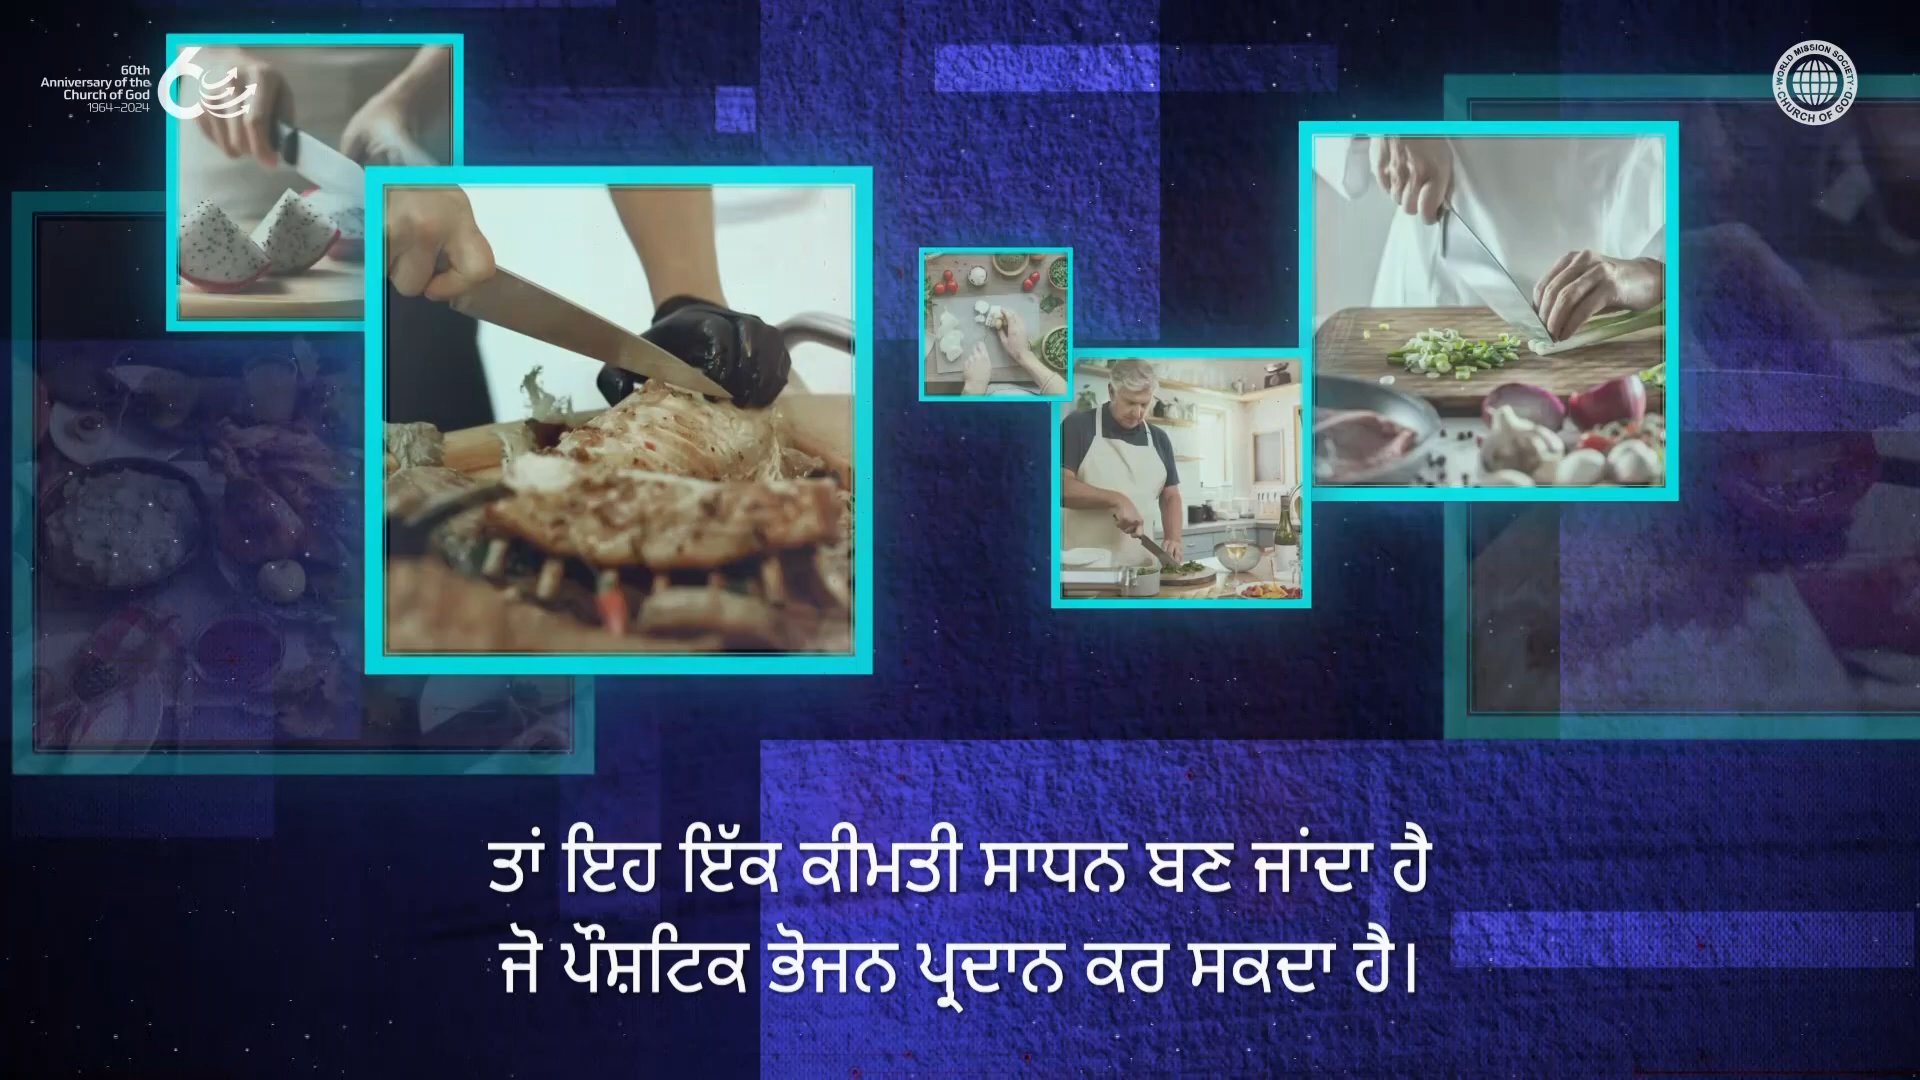 60th
Anniversary of the
Church of God
1964–2024
WORLD MISSION SOCIETY
CHURCH OF GOD
ਤਾਂ ਇਹ ਇੱਕ ਕੀਮਤੀ ਸਾਧਨ ਬਣ ਜਾਂਦਾ ਹੈ
ਜੋ ਪੌਸ਼ਟਿਕ ਭੋਜਨ ਪ੍ਰਦਾਨ ਕਰ ਸਕਦਾ ਹੈ।